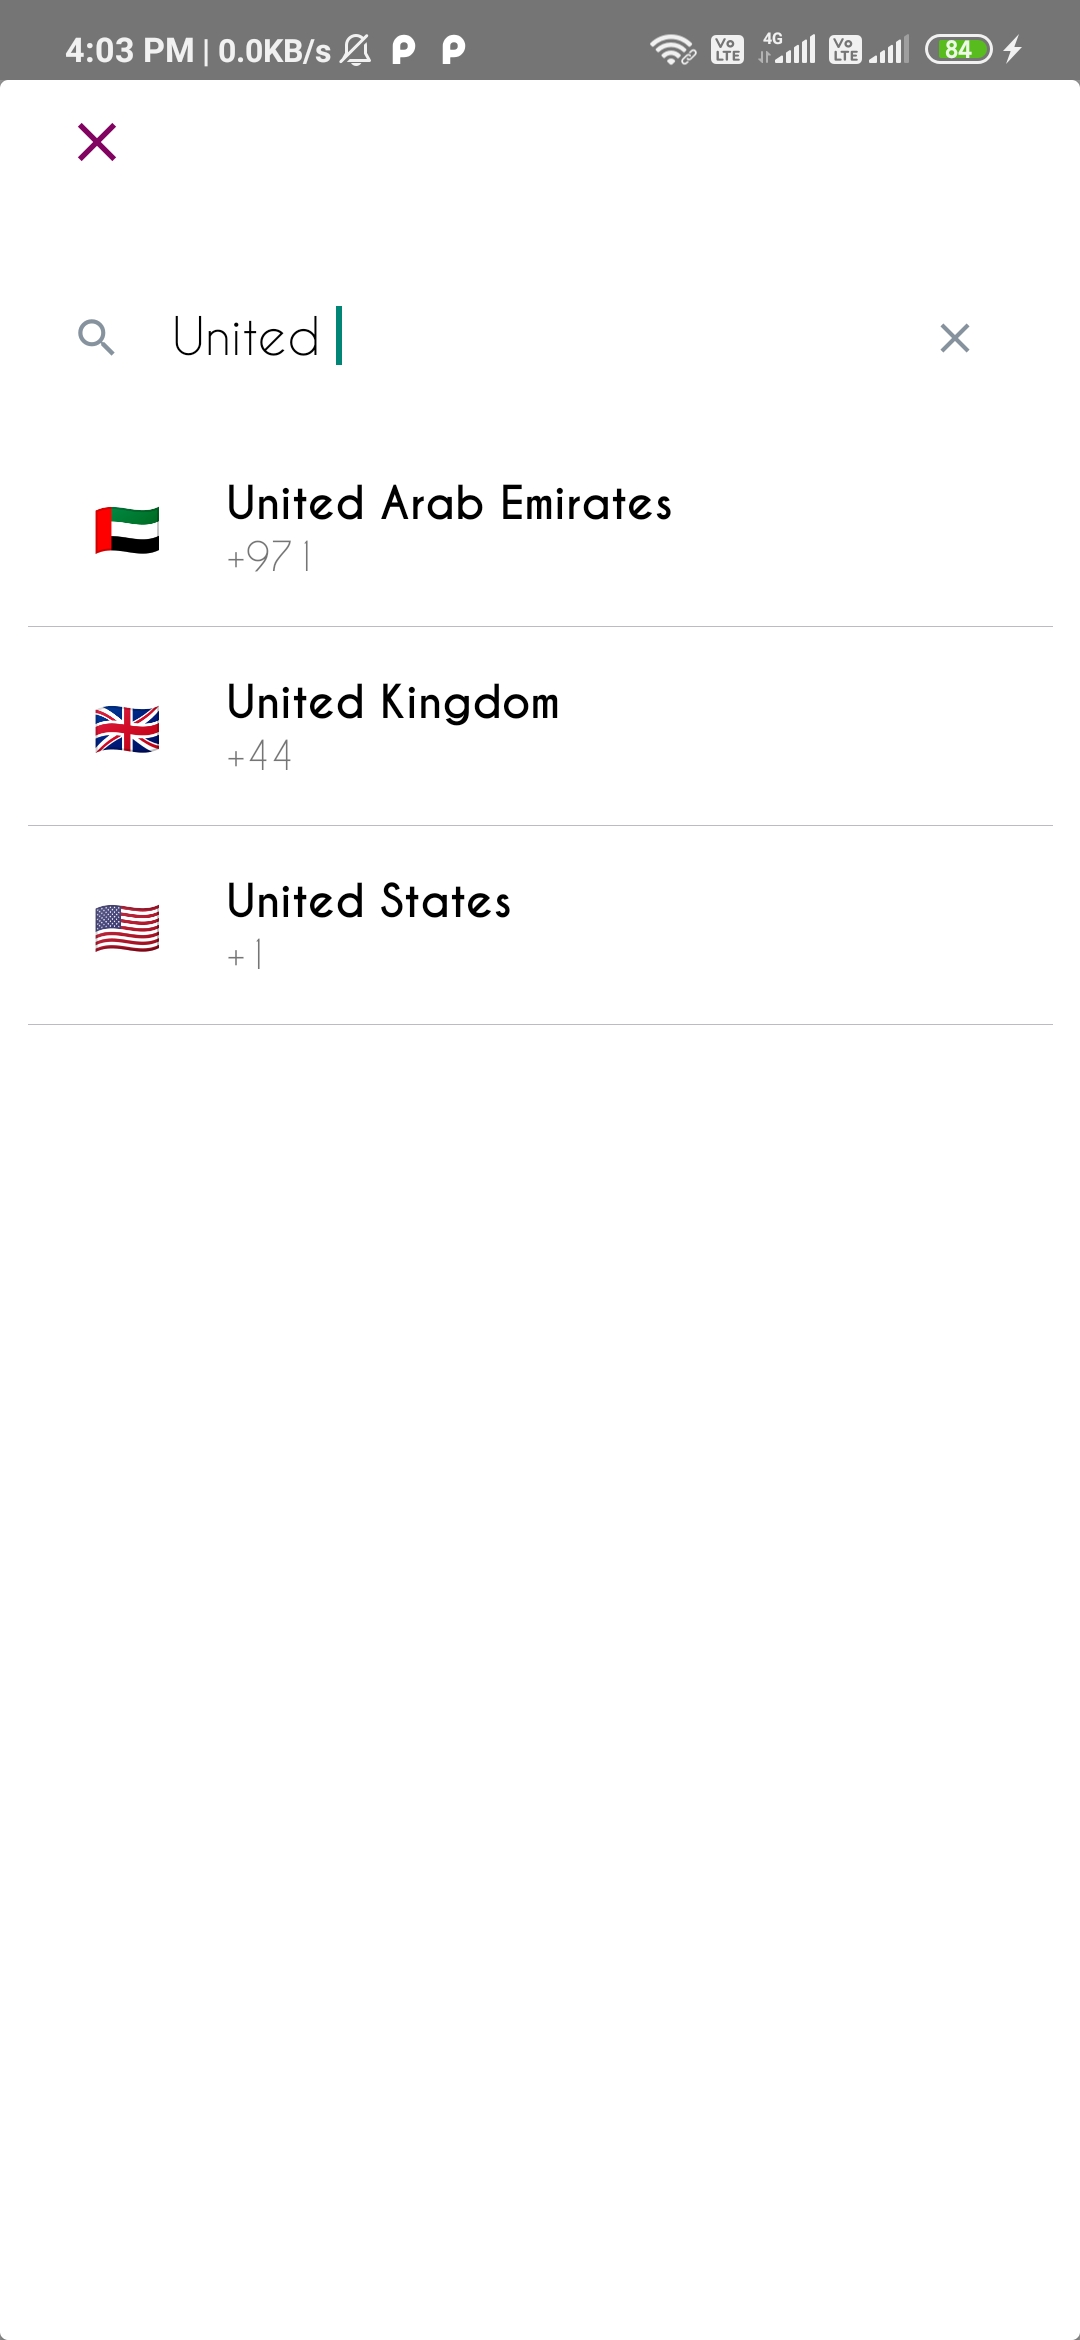 4:03 PM | 0.0KB/s
Vo LTE 4G Vo LTE 84
United
United Arab Emirates
+971
United Kingdom
+44
United States
+1